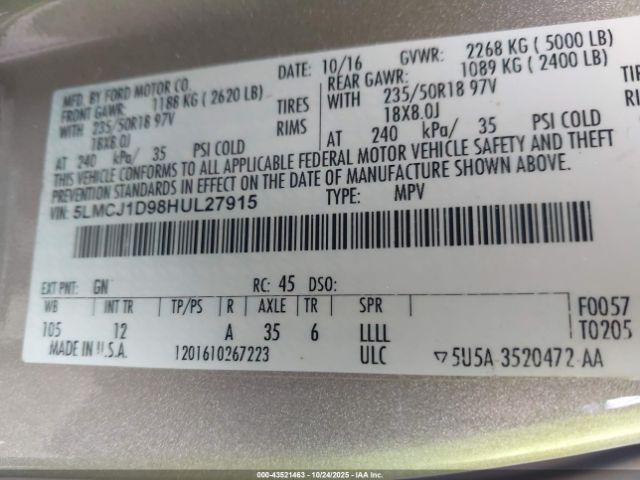 MFD. BY FORD MOTOR CO.
DATE: 10/16 GVWR: 2268 KG ( 5000 LB)
FRONT GAWR: 1188 KG ( 2620 LB)
REAR GAWR: 1089 KG ( 2400 LB)
WITH 235/50R18 97V TIRES
WITH 235/50R18 97V
18X8.0J RIMS
18X8.0J
AT 240 kPa/ 35 PSI COLD
AT 240 kPa/ 35 PSI COLD
THIS VEHICLE CONFORMS TO ALL APPLICABLE FEDERAL MOTOR VEHICLE SAFETY AND THEFT
PREVENTION STANDARDS IN EFFECT ON THE DATE OF MANUFACTURE SHOWN ABOVE.
VIN: 5LMCJ1D98HUL27915 TYPE: MPV
EXT PNT: GN RC: 45 DSO:
WB INT TR TP/PS R AXLE TR SPR
105 12 A 35 6 LLLL
F0057
T0205
MADE IN U.S.A. 1201610267223 ULC 5U5A 3520472 AA
000-43521463 | 10/24/2025 | IAA Inc.